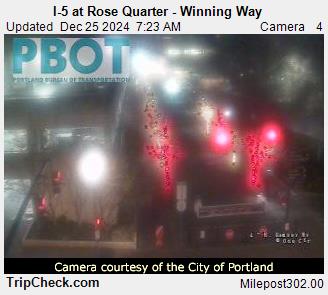 I-5 at Rose Quarter - Winning Way
Updated Dec 25 2024 7:23 AM Camera 4
PBOT
PORTLAND BUREAU OF TRANSPORTATION
Camera courtesy of the City of Portland
TripCheck.com Milepost302.00